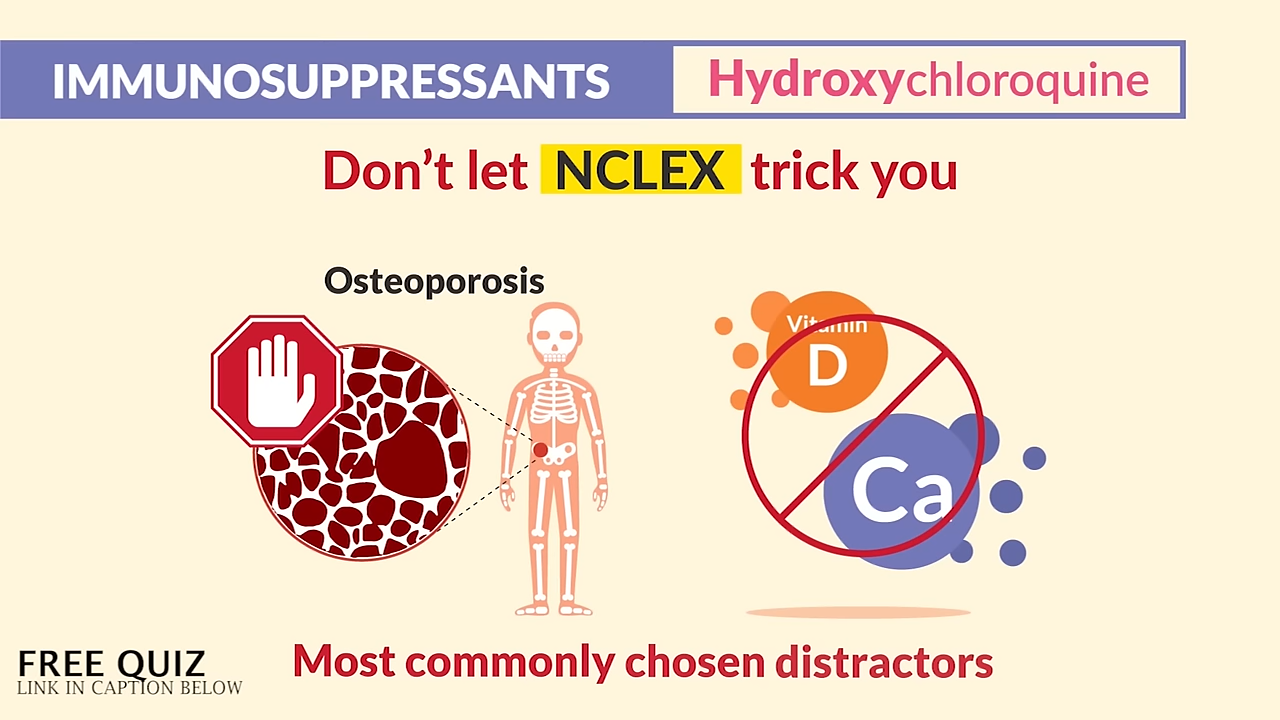 IMMUNOSUPPRESSANTS
Hydroxychloroquine
Don't let NCLEX trick you
Osteoporosis
Vitamin
D
Ca
Most commonly chosen distractors
FREE QUIZ
LINK IN CAPTION BELOW